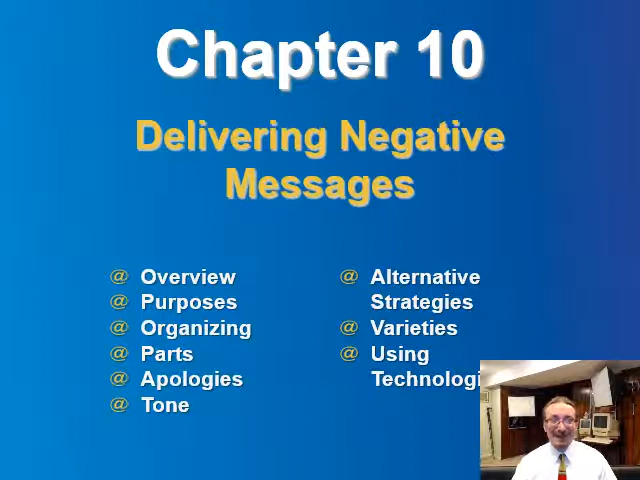 Chapter 10
Delivering Negative
Messages
@ Overview
@ Purposes
@ Organizing
@ Parts
@ Apologies
@ Tone
@ Alternative
Strategies
@ Varieties
@ Using
Technologi